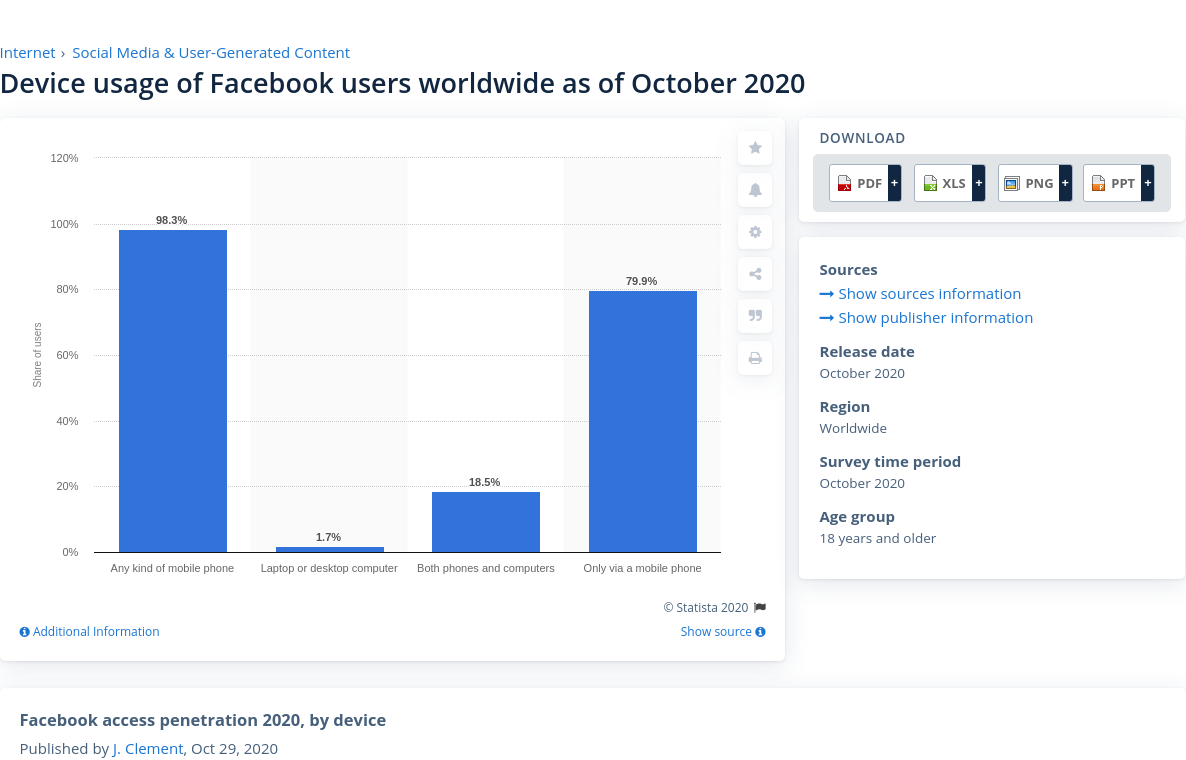 Internet › Social Media & User-Generated Content
Device usage of Facebook users worldwide as of October 2020
120%
100%
80%
60%
40%
20%
0%
Share of users
98.3%
1.7%
18.5%
79.9%
Any kind of mobile phone
Laptop or desktop computer
Both phones and computers
Only via a mobile phone
© Statista 2020
Additional Information
Show source
DOWNLOAD
PDF + XLS + PNG + PPT +
Sources
Show sources information
Show publisher information
Release date
October 2020
Region
Worldwide
Survey time period
October 2020
Age group
18 years and older
Facebook access penetration 2020, by device
Published by J. Clement, Oct 29, 2020